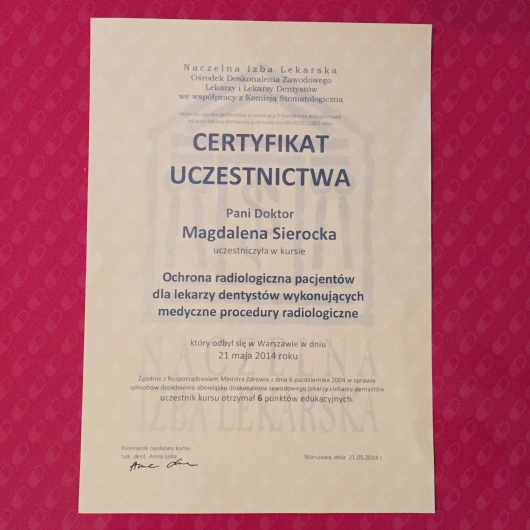 Naczelna Izba Lekarska
Ośrodek Doskonalenia Zawodowego
Lekarzy i Lekarzy Dentystów
we współpracy z Komisją Stomatologiczną
CERTYFIKAT
UCZESTNICTWA
Pani Doktor
Magdalena Sierocka
uczestniczyła w kursie
Ochrona radiologiczna pacjentów
dla lekarzy dentystów wykonujących
medyczne procedury radiologiczne
który odbył się w Warszawie w dniu
21 maja 2014 roku
NACZELNA
Zgodnie z Rozporządzeniem Ministra Zdrowia z dnia 6 października 2004 w sprawie
sposobów dopełnienia obowiązku doskonalenia zawodowego lekarzy i lekarzy dentystów
uczestnik kursu otrzymał 6 punktów edukacyjnych.
IZBA LEKARSKA
Kierownik naukowy kursu
Lek. dent. Anna Lella
Warszawa, dnia 21.05.2014 r.